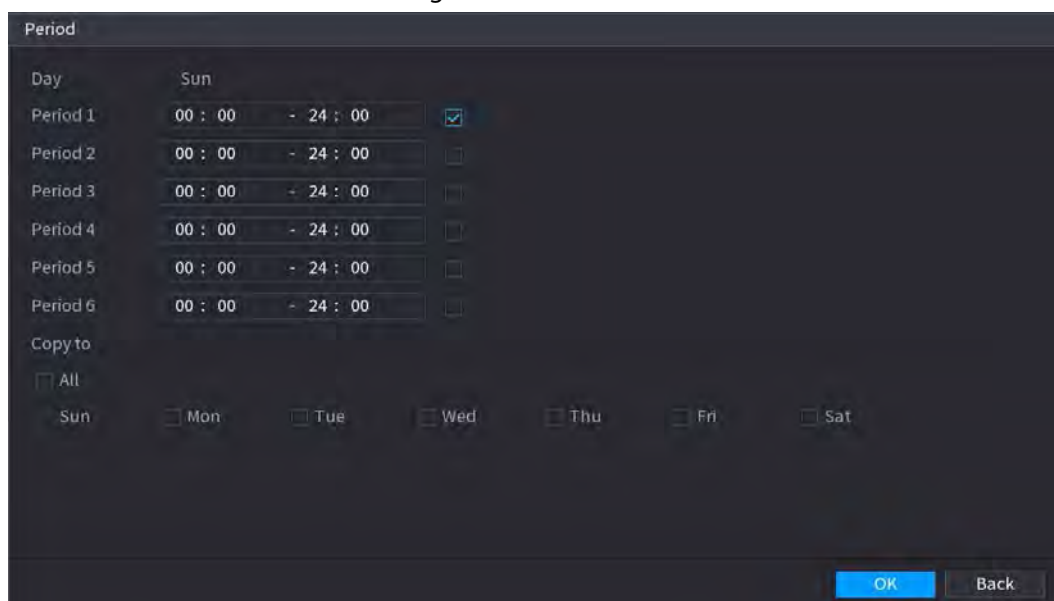 Period
Day Sun
Period 1 00 : 00 - 24 : 00
Period 2 00 : 00 - 24 : 00
Period 3 00 : 00 - 24 : 00
Period 4 00 : 00 - 24 : 00
Period 5 00 : 00 - 24 : 00
Period 6 00 : 00 - 24 : 00
Copy to
All
Sun Mon Tue Wed Thu Fri Sat
OK Back